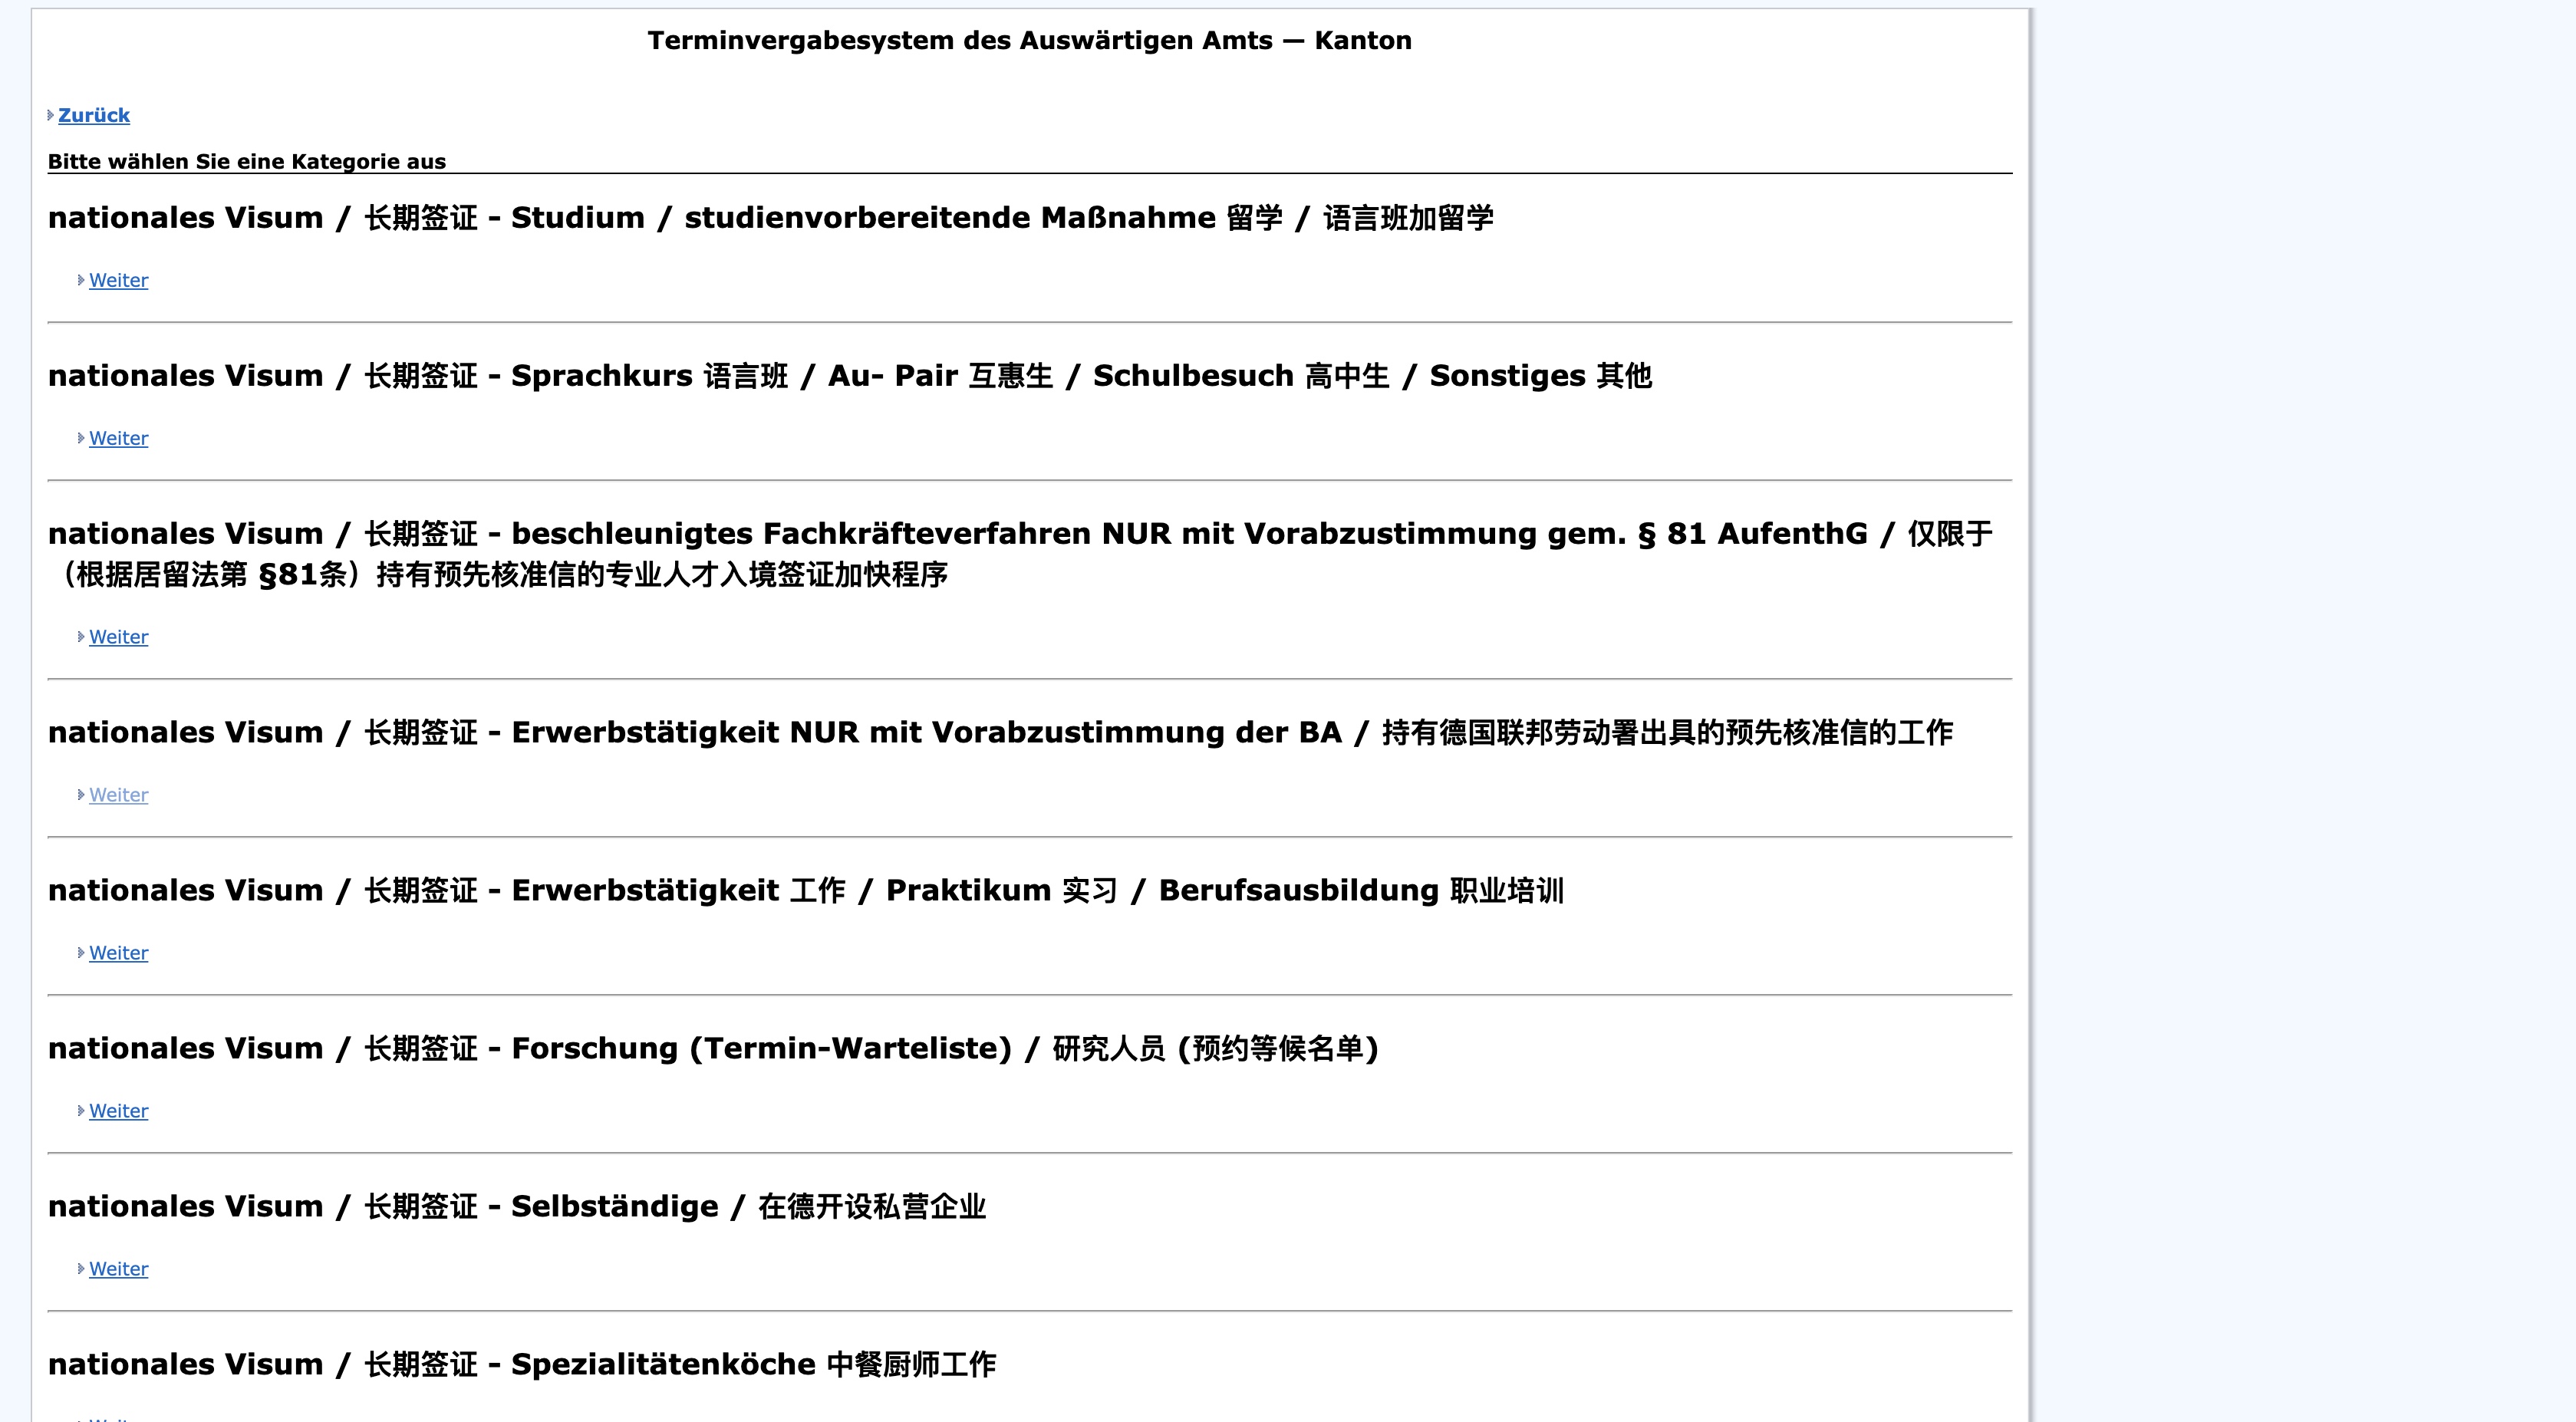 Terminvergabesystem des Auswärtigen Amts — Kanton
Zurück
Bitte wählen Sie eine Kategorie aus
nationales Visum / 长期签证 - Studium / studienvorbereitende Maßnahme 留学 / 语言班加留学
Weiter
nationales Visum / 长期签证 - Sprachkurs 语言班 / Au- Pair 互惠生 / Schulbesuch 高中生 / Sonstiges 其他
Weiter
nationales Visum / 长期签证 - beschleunigtes Fachkräfteverfahren NUR mit Vorabzustimmung gem. § 81 AufenthG / 仅限于
（根据居留法第 §81条）持有预先核准信的专业人才入境签证加快程序
Weiter
nationales Visum / 长期签证 - Erwerbstätigkeit NUR mit Vorabzustimmung der BA / 持有德国联邦劳动署出具的预先核准信的工作
Weiter
nationales Visum / 长期签证 - Erwerbstätigkeit 工作 / Praktikum 实习 / Berufsausbildung 职业培训
Weiter
nationales Visum / 长期签证 - Forschung (Termin-Warteliste) / 研究人员 (预约等候名单)
Weiter
nationales Visum / 长期签证 - Selbständige / 在德开设私营企业
Weiter
nationales Visum / 长期签证 - Spezialitätenköche 中餐厨师工作